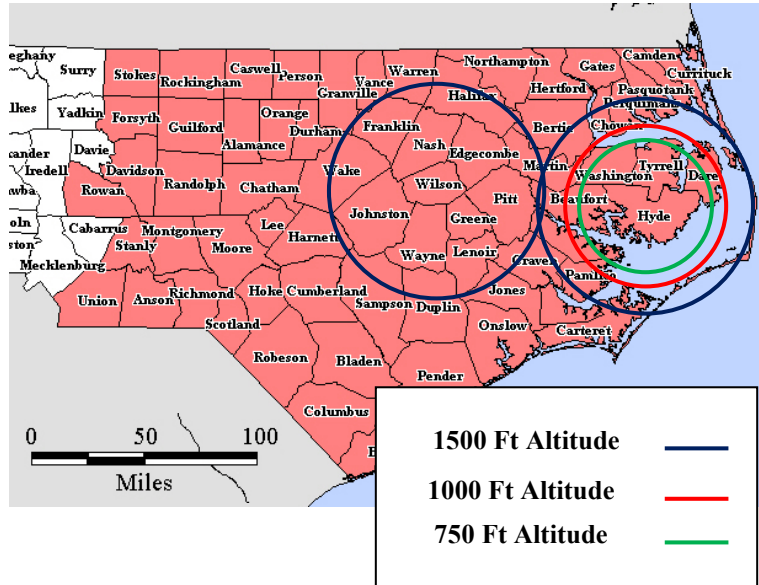 Surry
Stokes
Rockingham
Caswell
Person
Granville
Vance
Warren
Northampton
Gates
Camden
Currituck
Pasquotank
Hertford
Halifax
Yadkin
Forsyth
Guilford
Orange
Alamance
Durham
Franklin
Nash
Edgecombe
Bertie
Chowan
Davie
Iredell
Davidson
Rowan
Randolph
Chatham
Wake
Wilson
Martin
Washington
Tyrrell
Dare
Johnston
Pitt
Greene
Beaufort
Hyde
Cabarrus
Stanly
Montgomery
Moore
Lee
Harnett
Wayne
Lenoir
Craven
Pamlico
Mecklenburg
Union
Anson
Richmond
Hoke
Cumberland
Sampson
Duplin
Jones
Scotland
Onslow
Carteret
Robeson
Bladen
Pender
Columbus
0 50 100
Miles
1500 Ft Altitude
1000 Ft Altitude
750 Ft Altitude